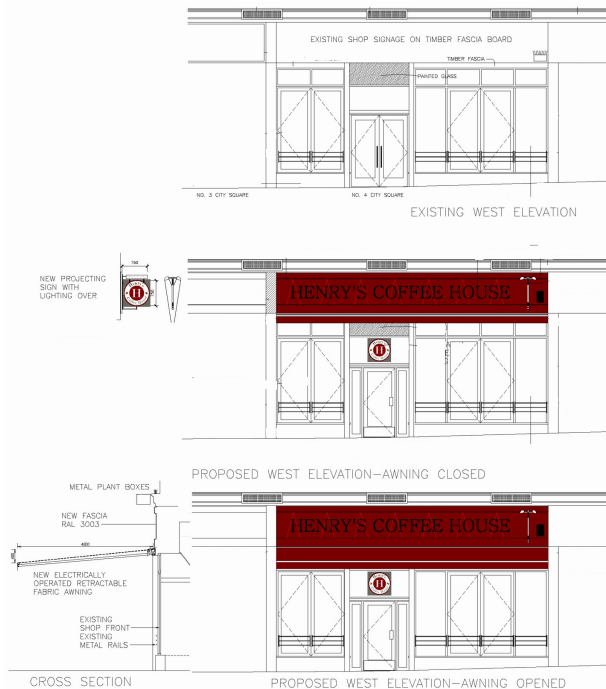 EXISTING SHOP SIGNAGE ON TIMBER FASCIA BOARD
TIMBER FASCIA
PAINTED GLASS
NO. 3 CITY SQUARE
NO. 4 CITY SQUARE
EXISTING WEST ELEVATION
NEW PROJECTING
SIGN WITH
LIGHTING OVER
750
HENRY'S COFFEE HOUSE
H
H
PROPOSED WEST ELEVATION-AWNING CLOSED
METAL PLANT BOXES
NEW FASCIA
RAL 3003
4000
NEW ELECTRICALLY
OPERATED RETRACTABLE
FABRIC AWNING
EXISTING
SHOP FRONT
EXISTING
METAL RAILS
CROSS SECTION
HENRY'S COFFEE HOUSE
H
PROPOSED WEST ELEVATION-AWNING OPENED